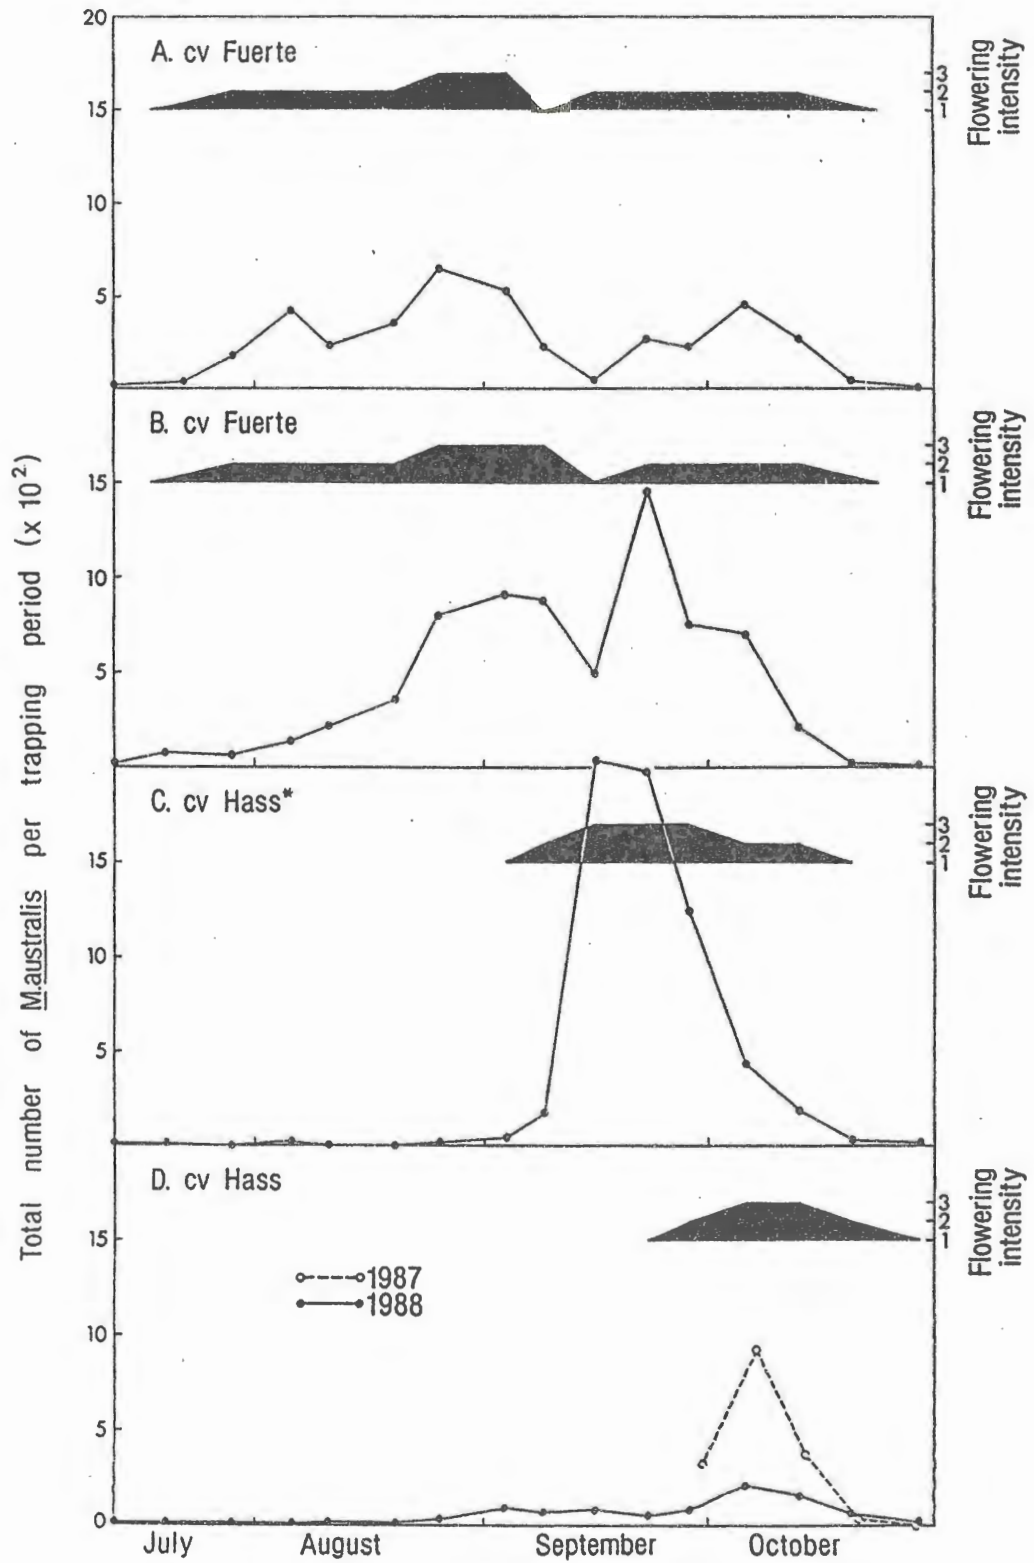 20
A. cv Fuerte
15
10
5
3
2
1
Flowering intensity
B. cv Fuerte
15
10
5
3
2
1
Flowering intensity
C. cv Hass*
15
10
5
3
2
1
Flowering intensity
D. cv Hass
15
10
5
0
3
2
1
Flowering intensity
1987
1988
July August September October
Total number of M.australis per trapping period (x 10²)